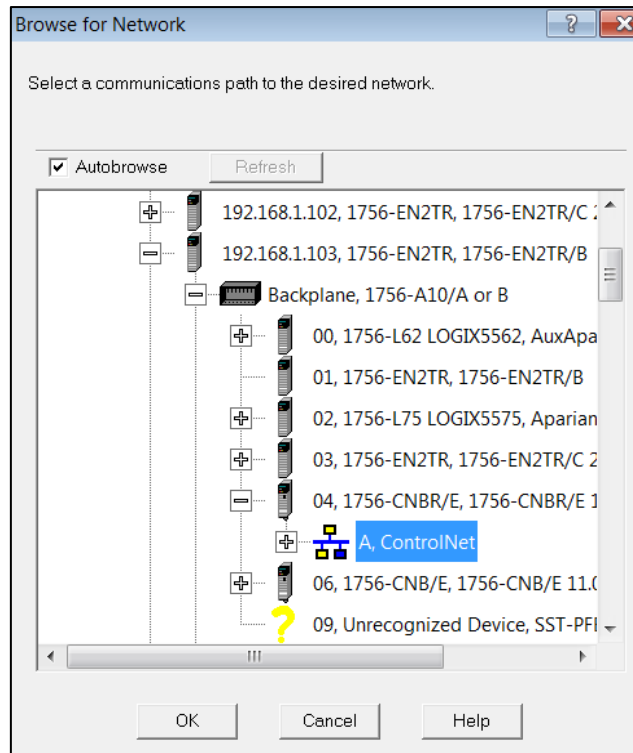 Browse for Network
Select a communications path to the desired network.
Autobrowse
Refresh
192.168.1.102, 1756-EN2TR, 1756-EN2TR/C
192.168.1.103, 1756-EN2TR, 1756-EN2TR/B
Backplane, 1756-A10/A or B
00, 1756-L62 LOGIX5562, AuxApa
01, 1756-EN2TR, 1756-EN2TR/B
02, 1756-L75 LOGIX5575, Aparian
03, 1756-EN2TR, 1756-EN2TR/C 2
04, 1756-CNBR/E, 1756-CNBR/E 1
A, ControlNet
06, 1756-CNB/E, 1756-CNB/E 11.0
09, Unrecognized Device, SST-PF
OK
Cancel
Help